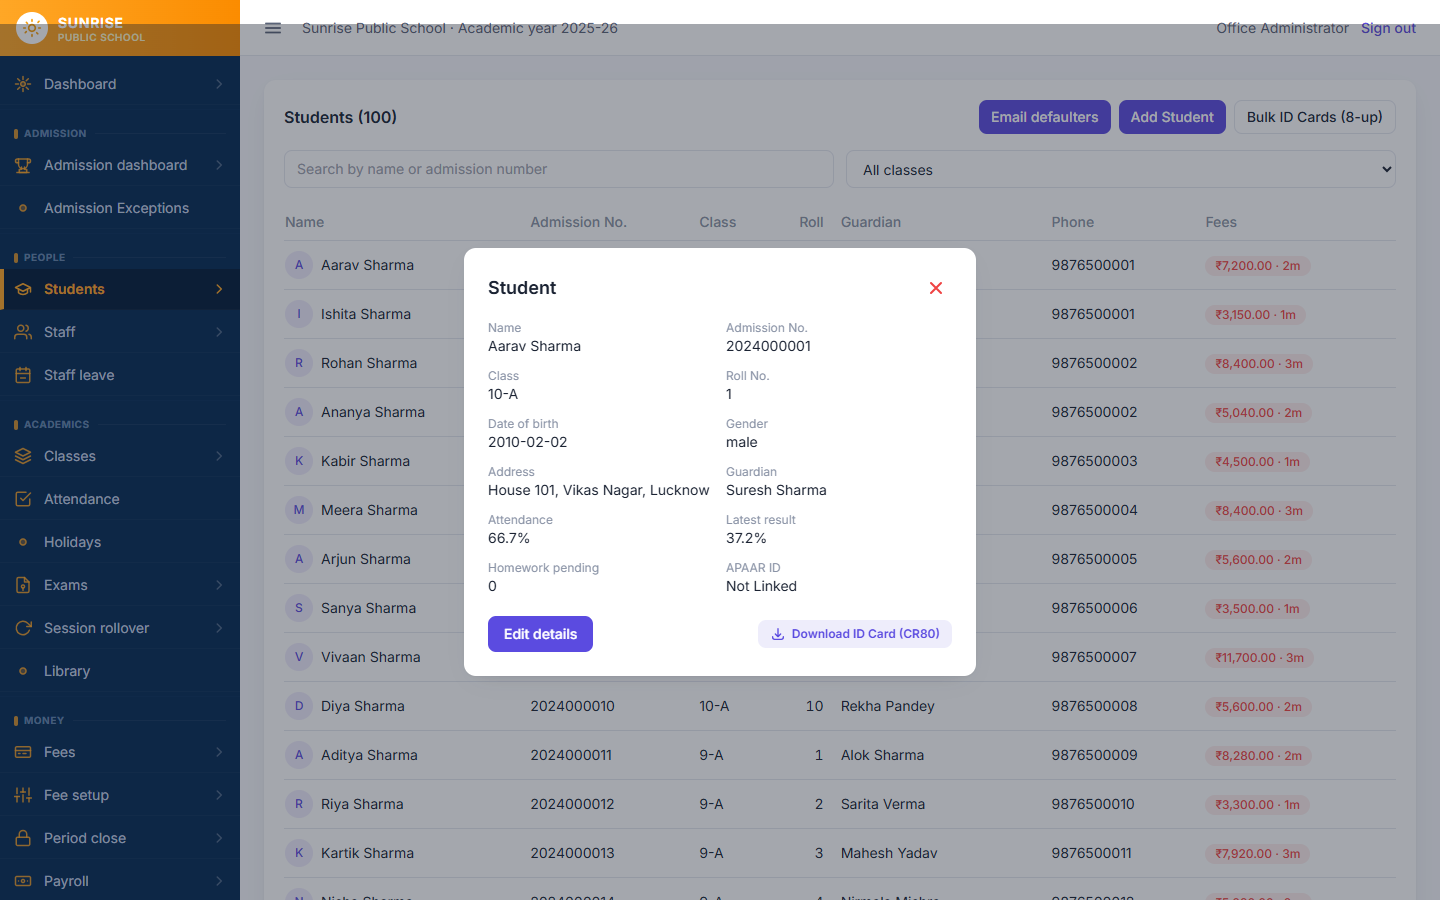 SUNRISE
PUBLIC SCHOOL
Sunrise Public School · Academic year 2025-26
Office Administrator
Sign out
Dashboard
ADMISSION
Admission dashboard
Admission Exceptions
PEOPLE
Students
Staff
Staff leave
ACADEMICS
Classes
Attendance
Holidays
Exams
Session rollover
Library
MONEY
Fees
Fee setup
Period close
Payroll
Students (100)
Email defaulters
Add Student
Bulk ID Cards (8-up)
Search by name or admission number
All classes
Name Admission No. Class Roll Guardian Phone Fees
A Aarav Sharma 9876500001 ₹7,200.00 · 2m
I Ishita Sharma 9876500001 ₹3,150.00 · 1m
R Rohan Sharma 9876500002 ₹8,400.00 · 3m
A Ananya Sharma 9876500002 ₹5,040.00 · 2m
K Kabir Sharma 9876500003 ₹4,500.00 · 1m
M Meera Sharma 9876500004 ₹8,400.00 · 3m
A Arjun Sharma 9876500005 ₹5,600.00 · 2m
S Sanya Sharma 9876500006 ₹3,500.00 · 1m
V Vivaan Sharma 9876500007 ₹11,700.00 · 3m
D Diya Sharma 2024000010 10-A 10 Rekha Pandey 9876500008 ₹5,600.00 · 2m
A Aditya Sharma 2024000011 9-A 1 Alok Sharma 9876500009 ₹8,280.00 · 2m
R Riya Sharma 2024000012 9-A 2 Sarita Verma 9876500010 ₹3,300.00 · 1m
K Kartik Sharma 2024000013 9-A 3 Mahesh Yadav 9876500011 ₹7,920.00 · 3m
Student
Name
Aarav Sharma
Admission No.
2024000001
Class
10-A
Roll No.
1
Date of birth
2010-02-02
Gender
male
Address
House 101, Vikas Nagar, Lucknow
Guardian
Suresh Sharma
Attendance
66.7%
Latest result
37.2%
Homework pending
0
APAAR ID
Not Linked
Edit details
Download ID Card (CR80)